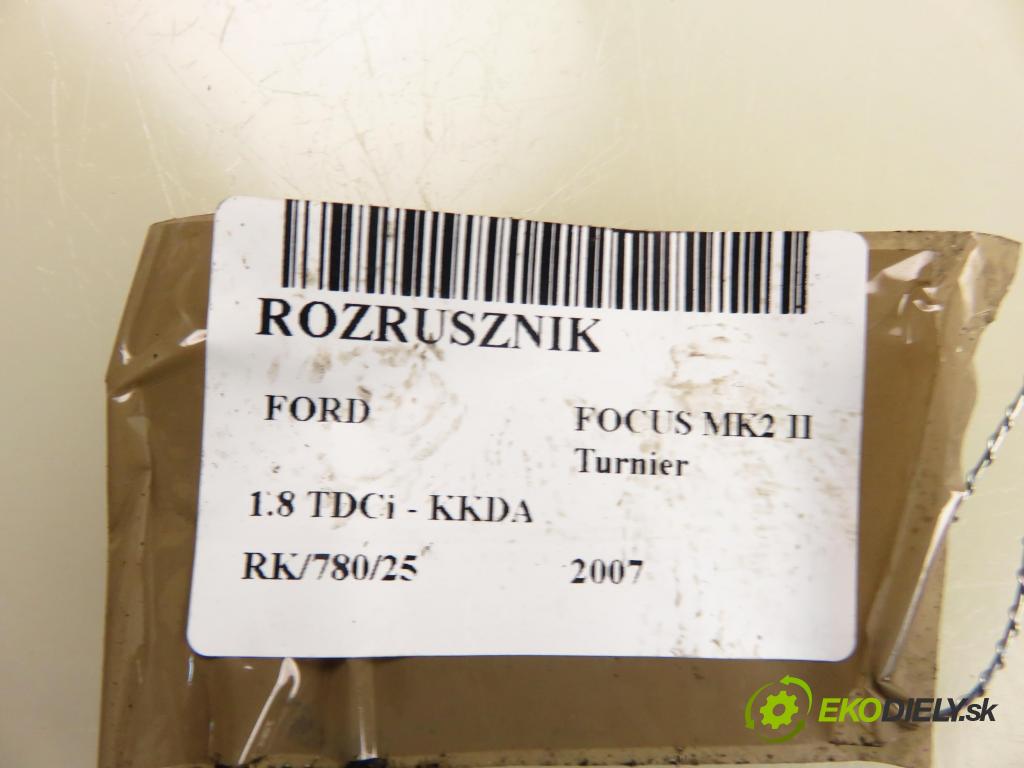 ROZRUSZNIK
FORD
FOCUS MK2 II
Turnier
1.8 TDCi - KKDA
RK/780/25
2007
EKODIELY.sk